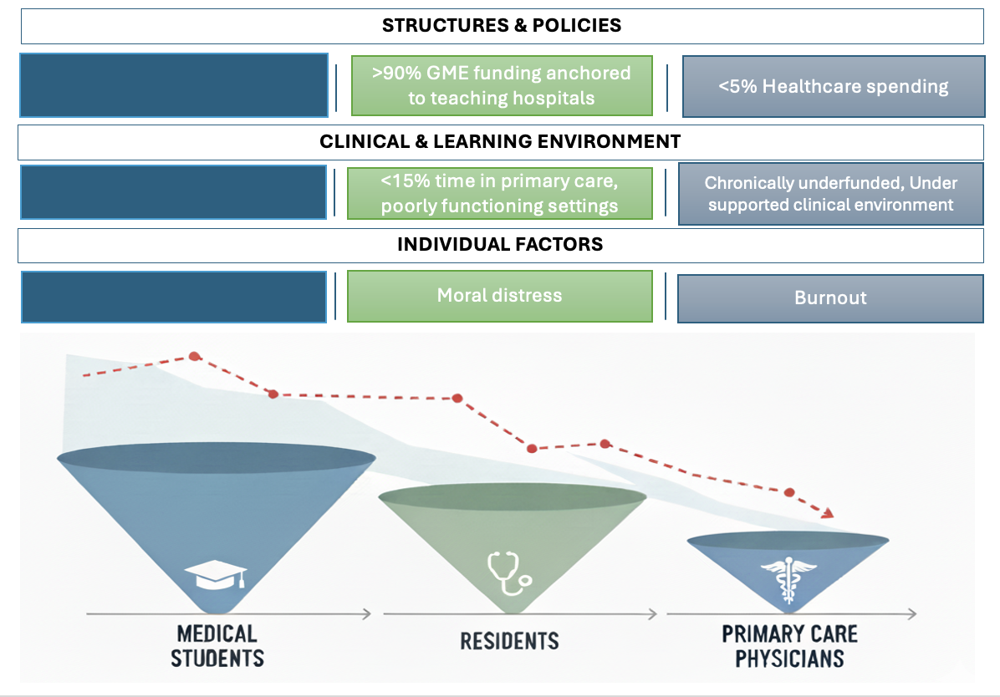 STRUCTURES & POLICIES
>90% GME funding anchored
to teaching hospitals
<5% Healthcare spending
CLINICAL & LEARNING ENVIRONMENT
<15% time in primary care,
poorly functioning settings
Chronically underfunded, Under
supported clinical environment
INDIVIDUAL FACTORS
Moral distress
Burnout
MEDICAL
STUDENTS
RESIDENTS
PRIMARY CARE
PHYSICIANS